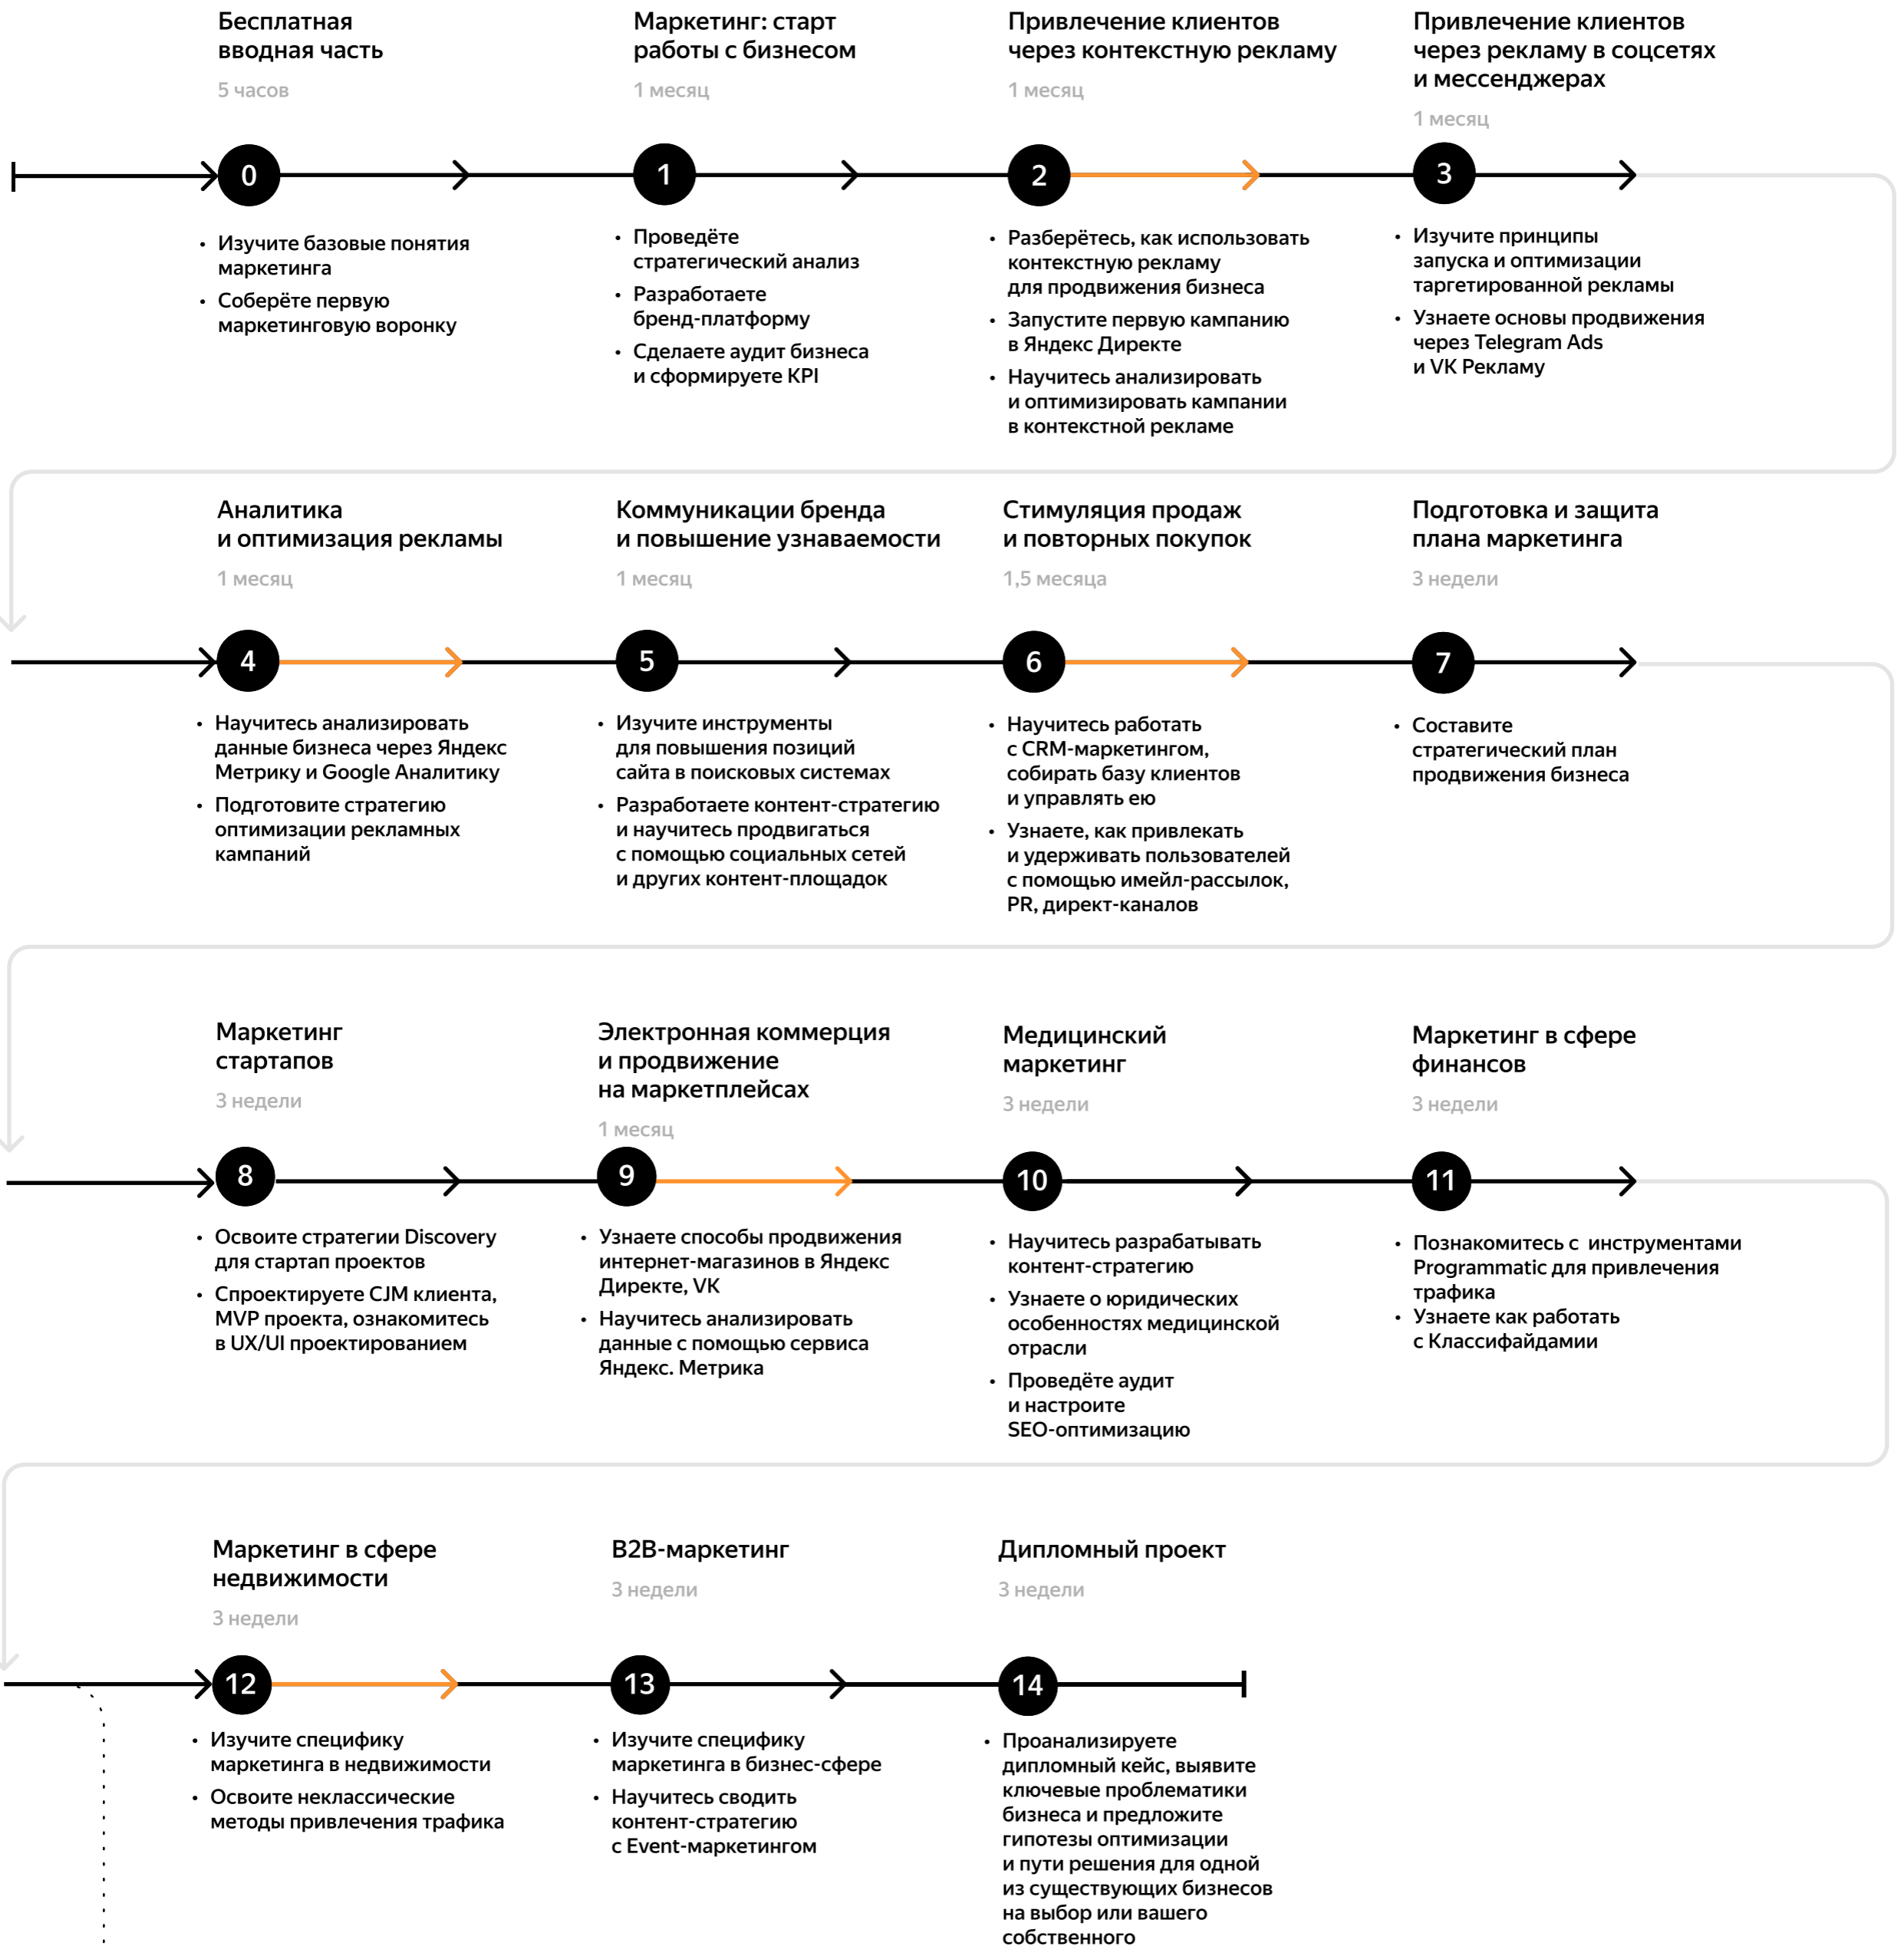 Бесплатная
вводная часть
5 часов
0
• Изучите базовые понятия
маркетинга
• Соберёте первую
маркетинговую воронку
Маркетинг: старт
работы с бизнесом
1 месяц
1
• Проведёте
стратегический анализ
• Разработаете
бренд-платформу
• Сделаете аудит бизнеса
и сформируете KPI
Привлечение клиентов
через контекстную рекламу
1 месяц
2
• Разберётесь, как использовать
контекстную рекламу
для продвижения бизнеса
• Запустите первую кампанию
в Яндекс Директе
• Научитесь анализировать
и оптимизировать кампании
в контекстной рекламе
Привлечение клиентов
через рекламу в соцсетях
и мессенджерах
1 месяц
3
• Изучите принципы
запуска и оптимизации
таргетированной рекламы
• Узнаете основы продвижения
через Telegram Ads
и VK Рекламу
Аналитика
и оптимизация рекламы
1 месяц
4
• Научитесь анализировать
данные бизнеса через Яндекс
Метрику и Google Аналитику
• Подготовите стратегию
оптимизации рекламных
кампаний
Коммуникации бренда
и повышение узнаваемости
1 месяц
5
• Изучите инструменты
для повышения позиций
сайта в поисковых системах
• Разработаете контент-стратегию
и научитесь продвигаться
с помощью социальных сетей
и других контент-площадок
Стимуляция продаж
и повторных покупок
1,5 месяца
6
• Научитесь работать
с CRM-маркетингом,
собирать базу клиентов
и управлять ею
• Узнаете, как привлекать
и удерживать пользователей
с помощью имейл-рассылок,
PR, директ-каналов
Подготовка и защита
плана маркетинга
3 недели
7
• Составите
стратегический план
продвижения бизнеса
Маркетинг
стартапов
3 недели
8
• Освоите стратегии Discovery
для стартап проектов
• Спроектируете CJM клиента,
MVP проекта, ознакомитесь
в UX/UI проектированием
Электронная коммерция
и продвижение
на маркетплейсах
1 месяц
9
• Узнаете способы продвижения
интернет-магазинов в Яндекс
Директе, VK
• Научитесь анализировать
данные с помощью сервиса
Яндекс. Метрика
Медицинский
маркетинг
3 недели
10
• Научитесь разрабатывать
контент-стратегию
• Узнаете о юридических
особенностях медицинской
отрасли
• Проведёте аудит
и настроите
SEO-оптимизацию
Маркетинг в сфере
финансов
3 недели
11
• Познакомитесь с инструментами
Programmatic для привлечения
трафика
• Узнаете как работать
с Классифайдамии
Маркетинг в сфере
недвижимости
3 недели
12
• Изучите специфику
маркетинга в недвижимости
• Освоите неклассические
методы привлечения трафика
B2B-маркетинг
3 недели
13
• Изучите специфику
маркетинга в бизнес-сфере
• Научитесь сводить
контент-стратегию
с Event-маркетингом
Дипломный проект
3 недели
14
• Проанализируете
дипломный кейс, выявите
ключевые проблематики
бизнеса и предложите
гипотезы оптимизации
и пути решения для одной
из существующих бизнесов
на выбор или вашего
собственного